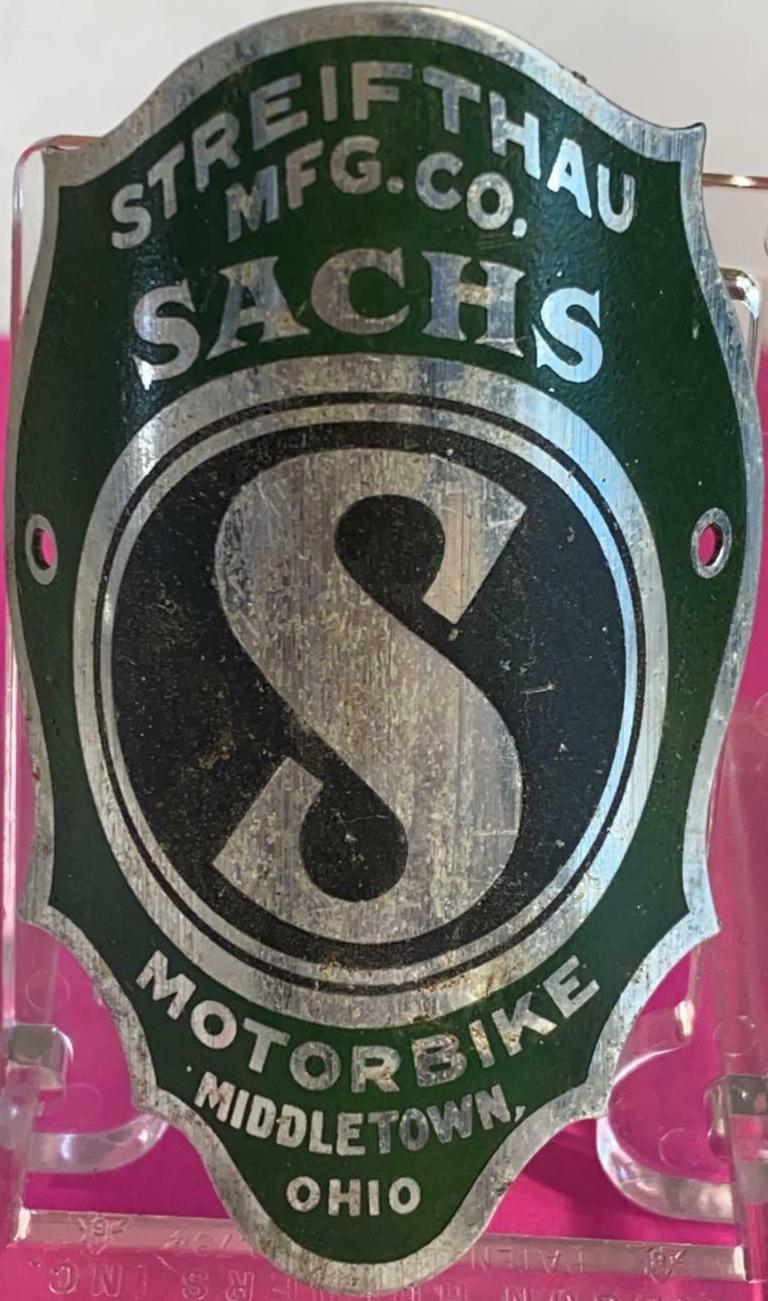 STREIFTHAU
MFG. CO.
SACHS
S
MOTORBIKE
MIDDLETOWN,
OHIO